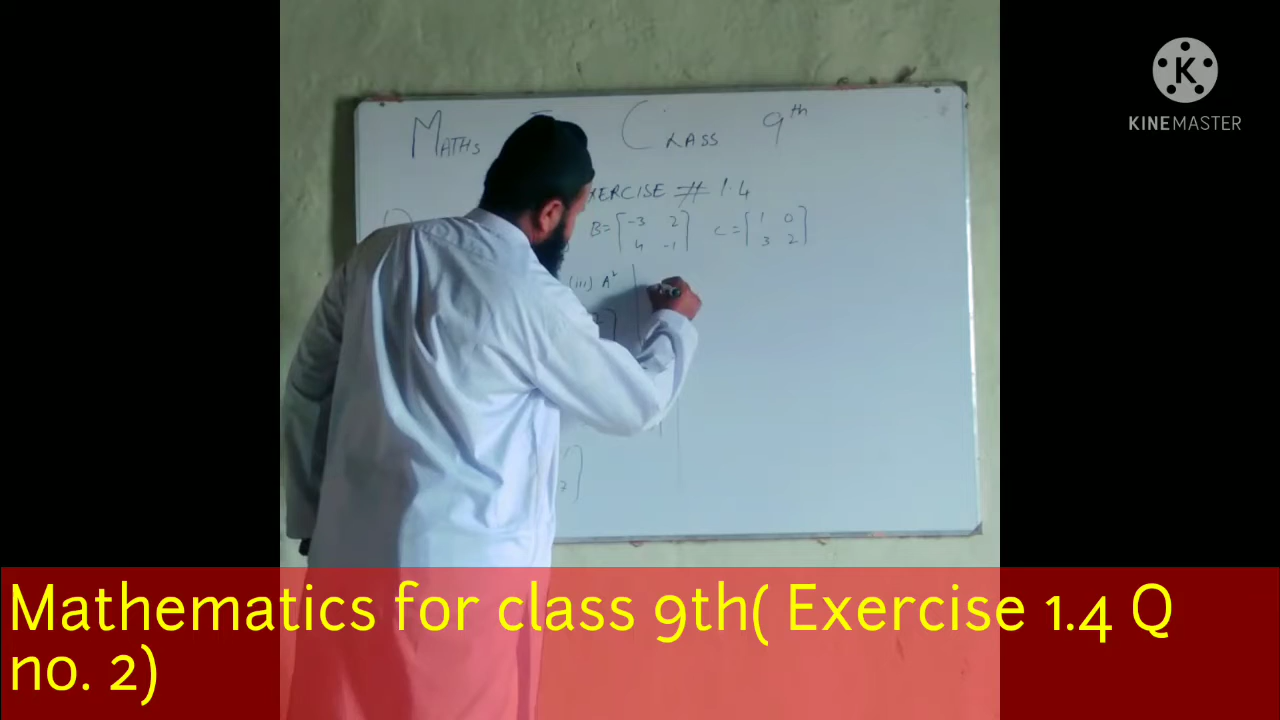 KINEMASTER
MATHS CLASS 9th
EXERCISE # 1.4
B = [-3 2 C = [1 0
4 -1] 3 2]
(iii) A²
Mathematics for class 9th( Exercise 1.4 Q
no. 2)